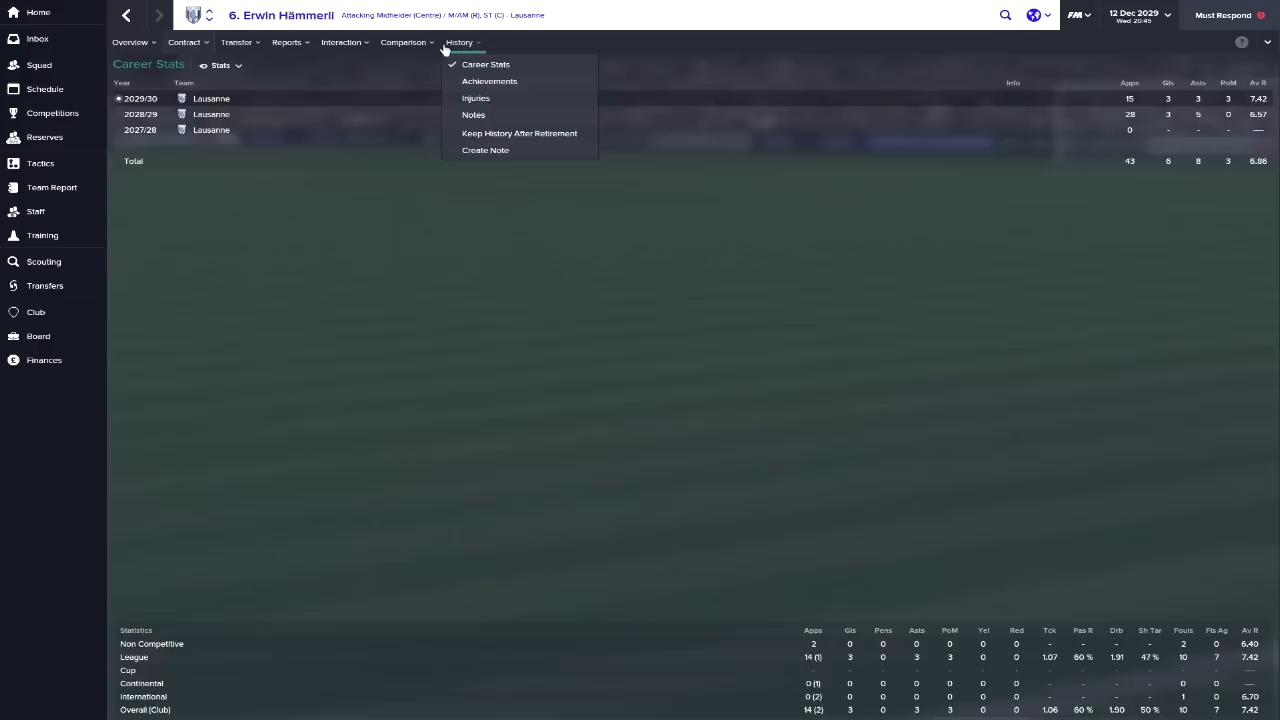 Home
6. Erwin Hämmerli Attacking Midfielder (Centre) / M/AM (R), ST (C) - Lausanne
FM
12 Dec 2029
Wed 20:45
Must Respond
Inbox
Overview Contract Transfer Reports Interaction Comparison History
Squad
Career Stats Stats
Career Stats
Achievements
Injuries
Notes
Keep History After Retirement
Create Note
Year Team Info Apps Gls Asts PoM Av R
2029/30 Lausanne 15 3 3 3 7.42
2028/29 Lausanne 28 3 5 0 6.57
2027/28 Lausanne 0 - - - —
Total 43 6 8 3 6.86
Schedule
Competitions
Reserves
Tactics
Team Report
Staff
Training
Scouting
Transfers
Club
Board
£ Finances
Statistics Apps Gls Pens Asts PoM Yel Red Tck Pas R Drb Sh Tar Fouls Fls Ag Av R
Non Competitive 2 0 0 0 0 0 0 - - - - 2 0 6.40
League 14 (1) 3 0 3 3 0 0 1.07 60 % 1.91 47 % 10 7 7.42
Cup - - - - - - - - - - - - - —
Continental 0 (1) 0 0 0 0 0 0 - - - - 0 0 —
International 0 (2) 0 0 0 0 0 0 - - - - 1 0 6.70
Overall (Club) 14 (2) 3 0 3 3 0 0 1.06 60 % 1.90 50 % 10 7 7.42